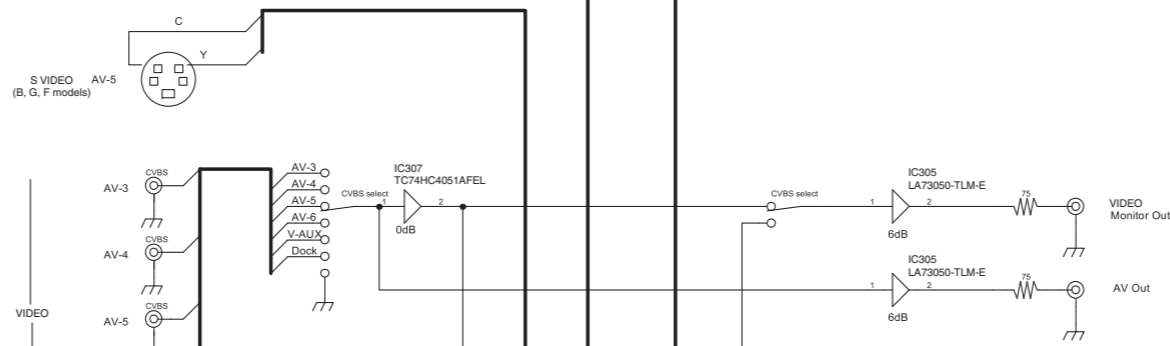 C
Y
S VIDEO AV-5
(B, G, F models)
AV-3
CVBS
AV-4
CVBS
AV-5
CVBS
VIDEO
AV-3
AV-4
AV-5
AV-6
V-AUX
Dock
CVBS select
IC307
TC74HC4051AFEL
1
2
0dB
CVBS select
IC305
LA73050-TLM-E
1
2
6dB
75
VIDEO
Monitor Out
IC305
LA73050-TLM-E
1
2
6dB
75
AV Out